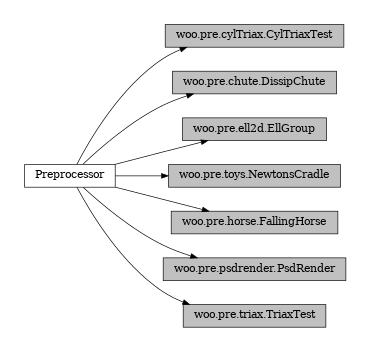 woo.pre.cylTriax.CylTriaxTest
woo.pre.chute.DissipChute
woo.pre.ell2d.EllGroup
Preprocessor
woo.pre.toys.NewtonsCradle
woo.pre.horse.FallingHorse
woo.pre.psdrender.PsdRender
woo.pre.triax.TriaxTest